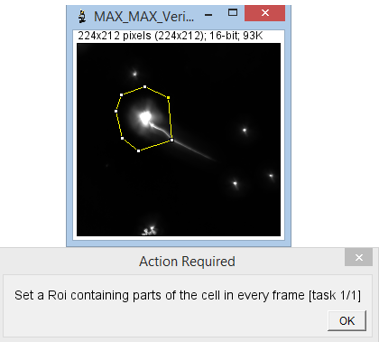 MAX_MAX_Veri...
224x212 pixels (224x212); 16-bit; 93K
Action Required
Set a Roi containing parts of the cell in every frame [task 1/1]
OK